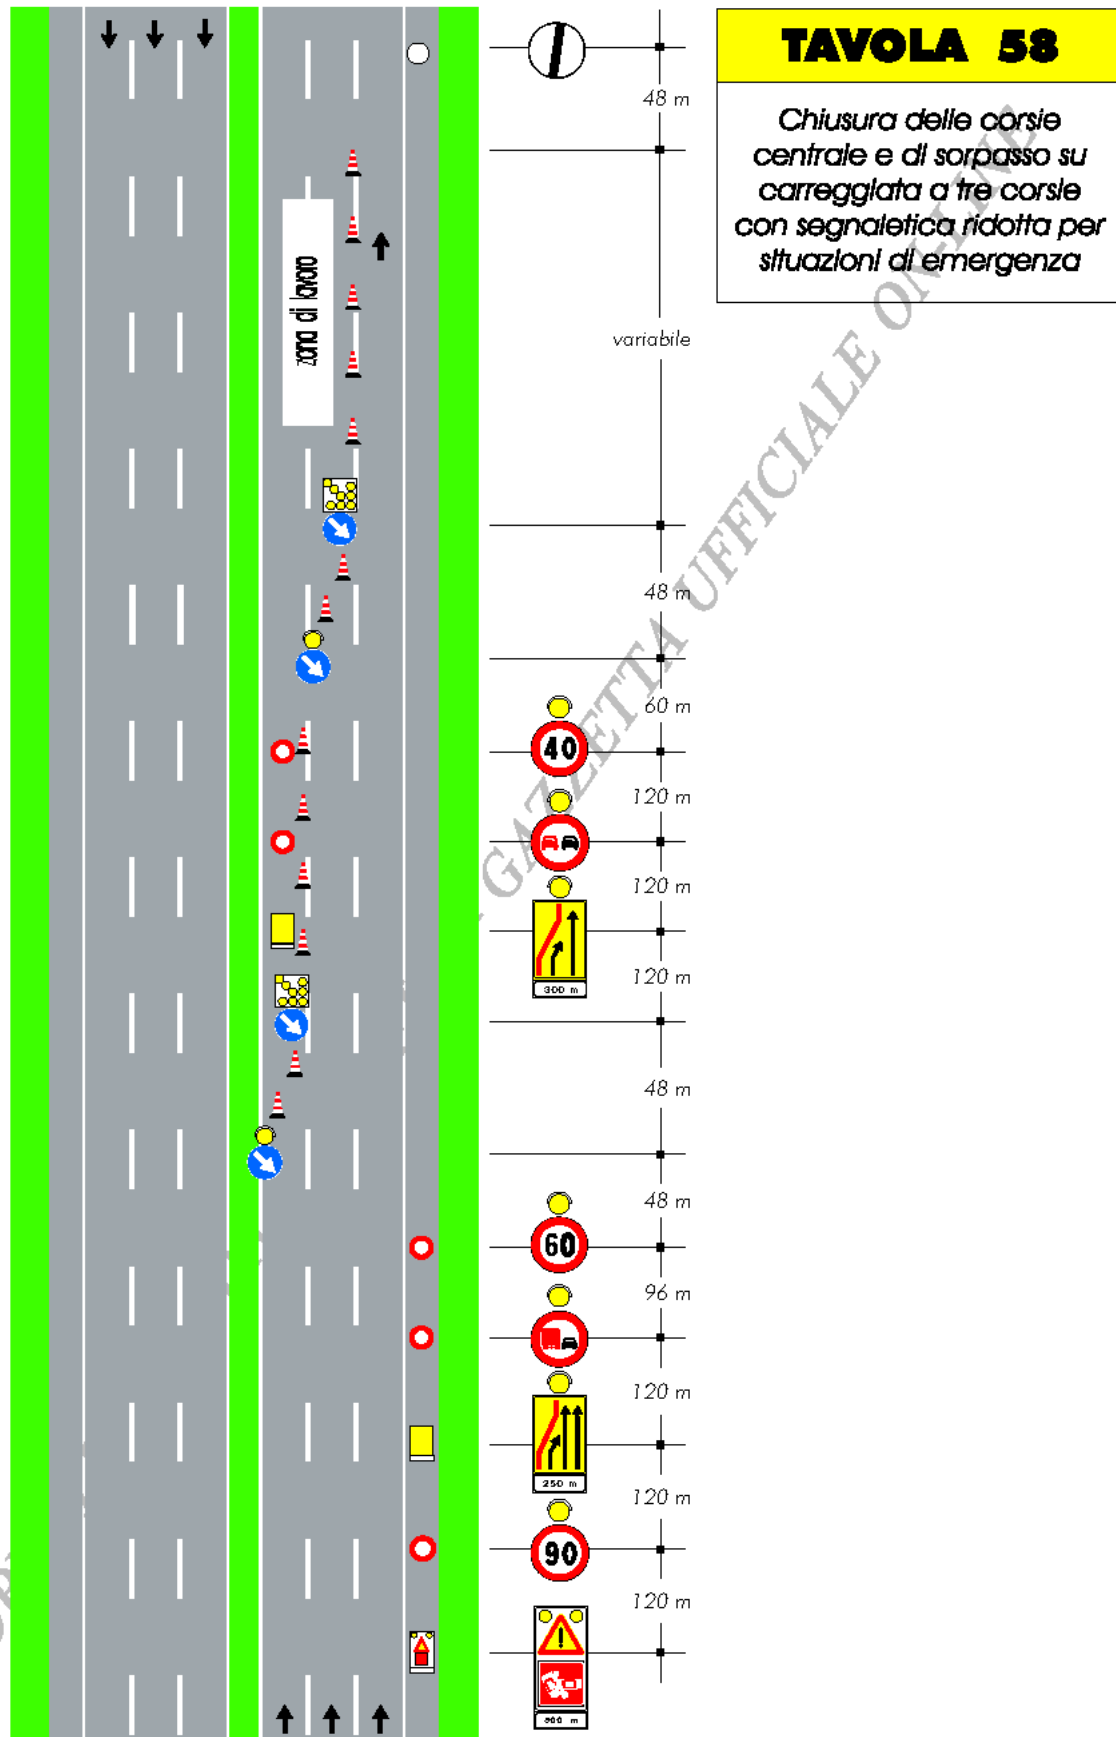 TAVOLA 58
Chiusura delle corsie
centrale e di sorpasso su
carreggiata a tre corsie
con segnaletica ridotta per
situazioni di emergenza
48 m
zona di lavoro
variabile
48 m
60 m
40
120 m
120 m
120 m
300 m
48 m
48 m
60
96 m
120 m
250 m
120 m
90
120 m
GAZZETTA UFFICIALE ON-LINE